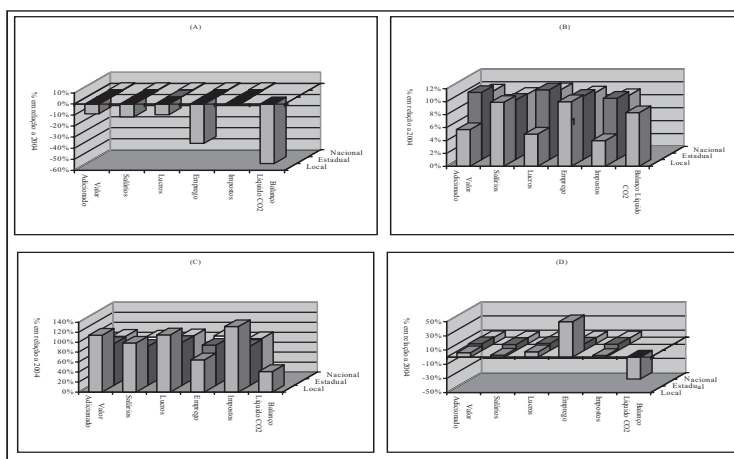 (A)
% em relação a 2004
10%
0%
-10%
-20%
-30%
-40%
-50%
-60%
Valor
Adicionado
Salários
Lucros
Emprego
Impostos
Balanço
Líquido CO2
Local
Estadual
Nacional
(B)
% em relação a 2004
12%
10%
8%
6%
4%
2%
0%
Valor
Adicionado
Salários
Lucros
Emprego
Impostos
Balanço Líquido
CO2
Local
Estadual
Nacional
(C)
% em relação a 2004
140%
120%
100%
80%
60%
40%
20%
0%
Valor
Adicionado
Salários
Lucros
Emprego
Impostos
Balanço
Líquido CO2
Local
Estadual
Nacional
(D)
% em relação a 2004
50%
30%
10%
-10%
-30%
-50%
Valor
Adicionado
Salários
Lucros
Emprego
Impostos
Balanço
Líquido CO2
Local
Estadual
Nacional